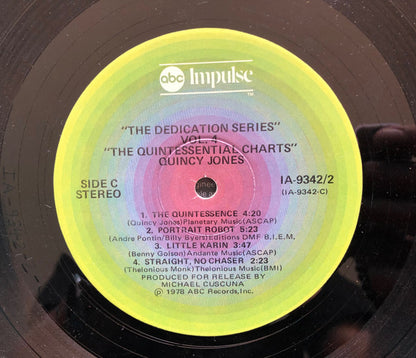 abc Impulse
TM
"THE DEDICATION SERIES"
VOL. 4
"THE QUINTESSENTIAL CHARTS"
QUINCY JONES
SIDE C
STEREO
IA-9342/2
(IA-9342-C)
1. THE QUINTESSENCE 4:20
(Quincy Jones)Planetary Music(ASCAP)
2. PORTRAIT ROBOT 5:23
(Andre Pontin/Billy Byers)Editions DMF B.I.E.M.
3. LITTLE KARIN 3:47
(Benny Golson)Andante Music(ASCAP)
4. STRAIGHT, NO CHASER 2:23
(Thelonious Monk)Thelonious Music(BMI)
PRODUCED FOR RELEASE BY
MICHAEL CUSCUNA
℗ 1978 ABC Records,Inc.